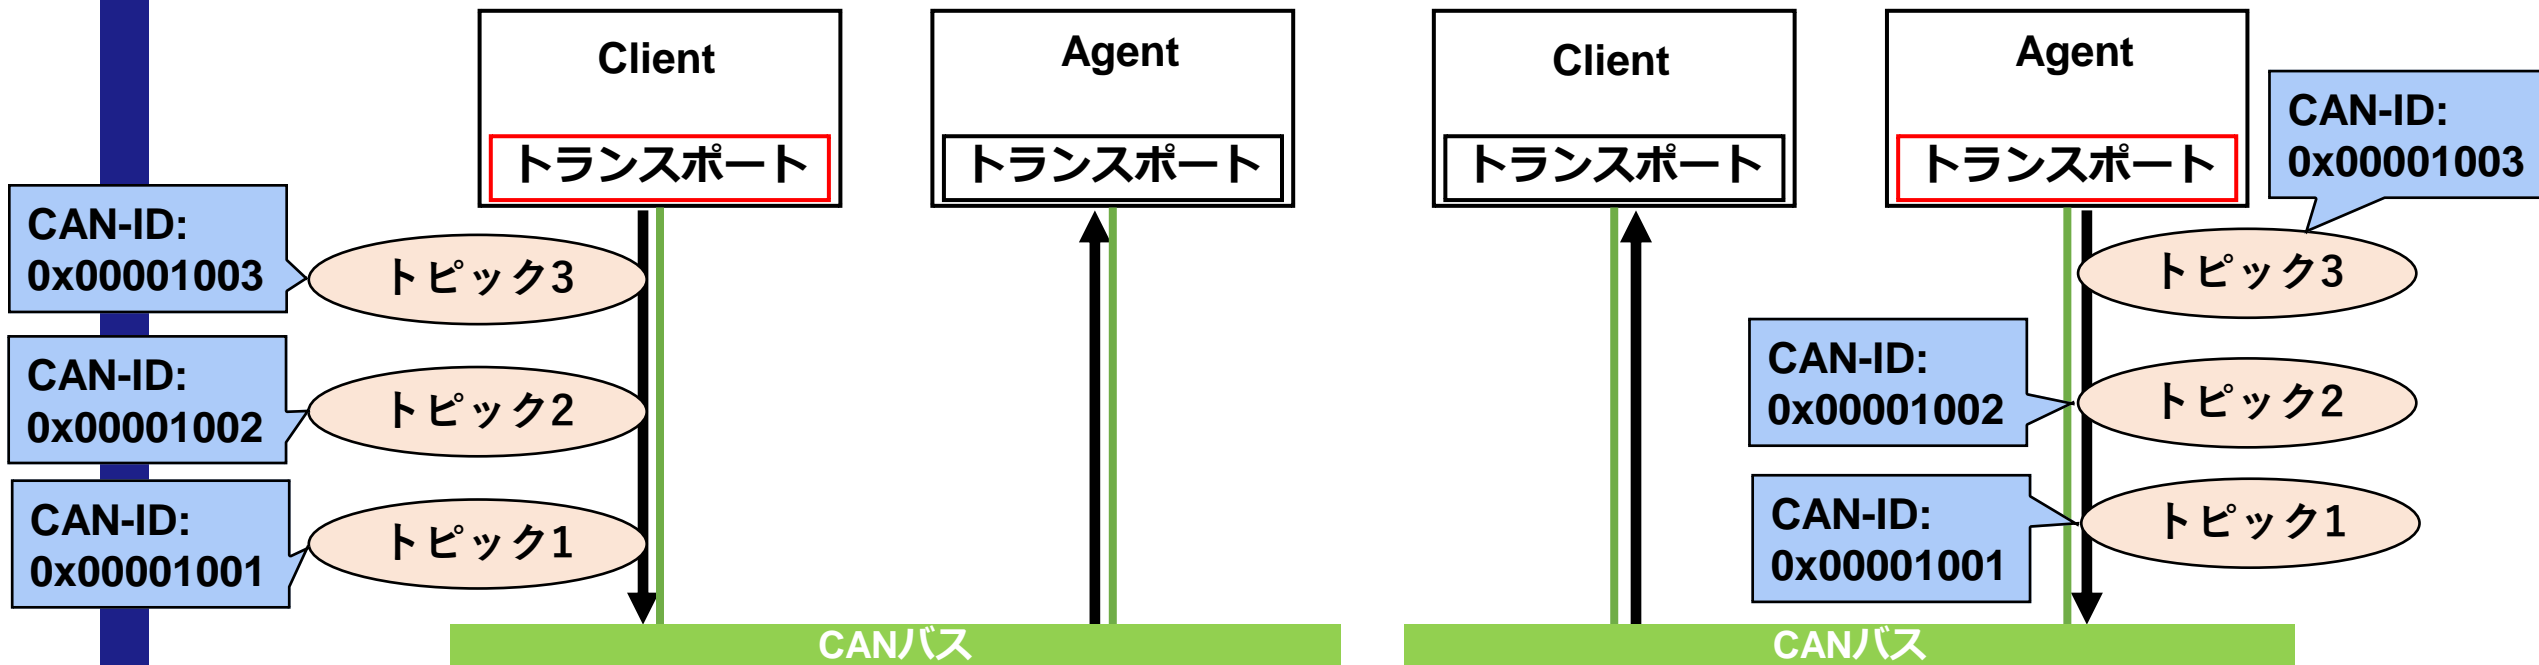 Client
トランスポート
Agent
トランスポート
CAN-ID:
0x00001003
トピック3
CAN-ID:
0x00001002
トピック2
CAN-ID:
0x00001001
トピック1
CANバス
Client
トランスポート
Agent
トランスポート
CAN-ID:
0x00001003
トピック3
CAN-ID:
0x00001002
トピック2
CAN-ID:
0x00001001
トピック1
CANバス